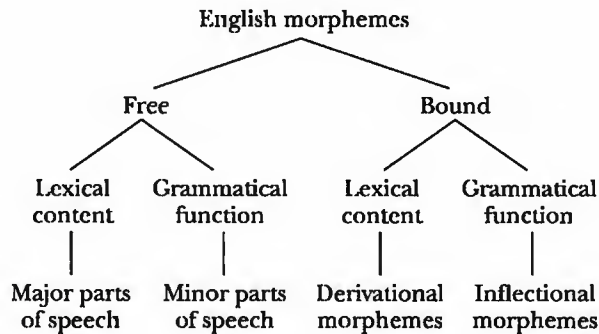 English morphemes
Free Bound
Lexical Grammatical Lexical Grammatical
content function content function
Major parts Minor parts Derivational Inflectional
of speech of speech morphemes morphemes